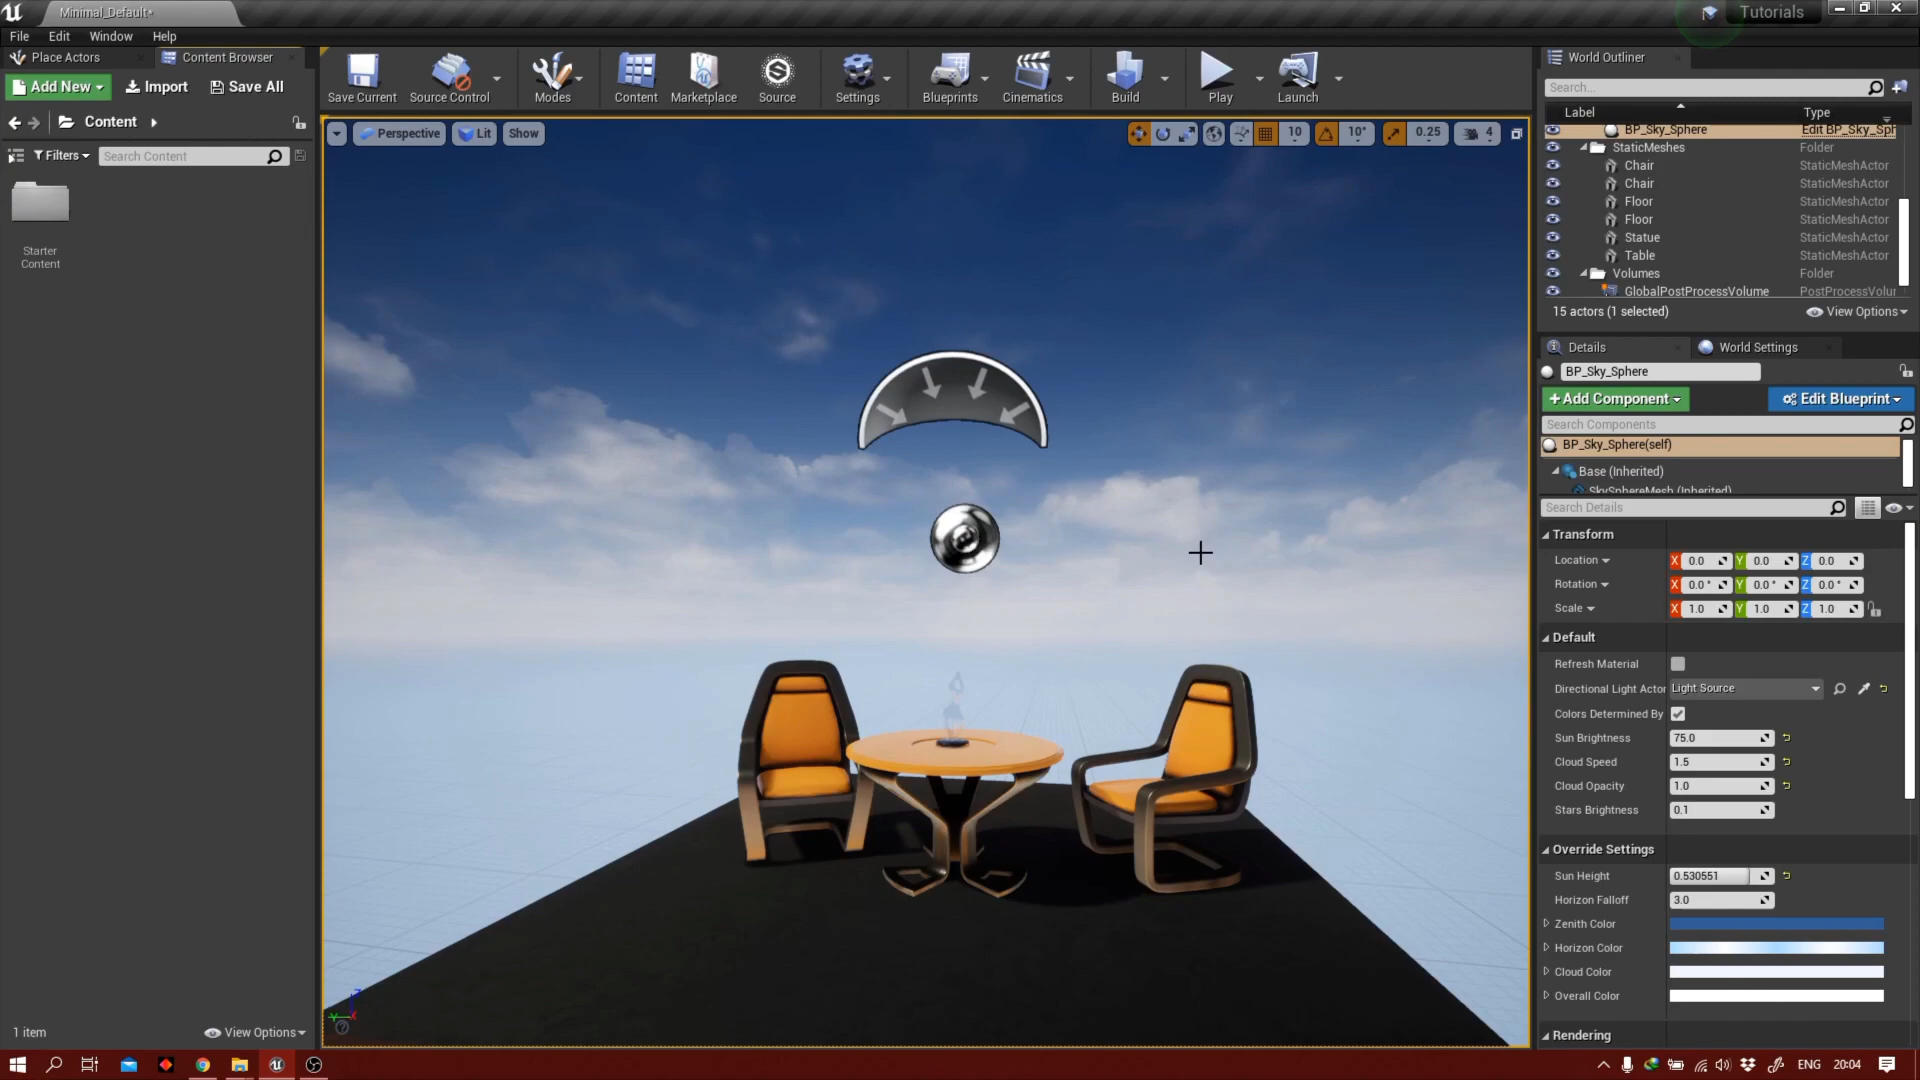 Minimal_Default*
Tutorials
File Edit Window Help
Place Actors
Content Browser
Add New
Import
Save All
Content
Filters
Search Content
Starter
Content
1 item
View Options
Save Current
Source Control
Modes
Content
Marketplace
Source
Settings
Blueprints
Cinematics
Build
Play
Launch
Perspective
Lit
Show
10
10°
0.25
4
World Outliner
Search...
Label
Type
BP_Sky_Sphere Edit BP_Sky_Sph
StaticMeshes Folder
Chair StaticMeshActor
Chair StaticMeshActor
Floor StaticMeshActor
Floor StaticMeshActor
Statue StaticMeshActor
Table StaticMeshActor
Volumes Folder
GlobalPostProcessVolume PostProcessVolur
15 actors (1 selected)
View Options
Details
World Settings
BP_Sky_Sphere
+Add Component
Edit Blueprint
Search Components
BP_Sky_Sphere(self)
Base (Inherited)
SkySphereMesh (Inherited)
Search Details
Transform
Location X 0.0 Y 0.0 Z 0.0
Rotation X 0.0° Y 0.0° Z 0.0°
Scale X 1.0 Y 1.0 Z 1.0
Default
Refresh Material
Directional Light Actor Light Source
Colors Determined By
Sun Brightness 75.0
Cloud Speed 1.5
Cloud Opacity 1.0
Stars Brightness 0.1
Override Settings
Sun Height 0.530551
Horizon Falloff 3.0
Zenith Color
Horizon Color
Cloud Color
Overall Color
Rendering
ENG 20:04